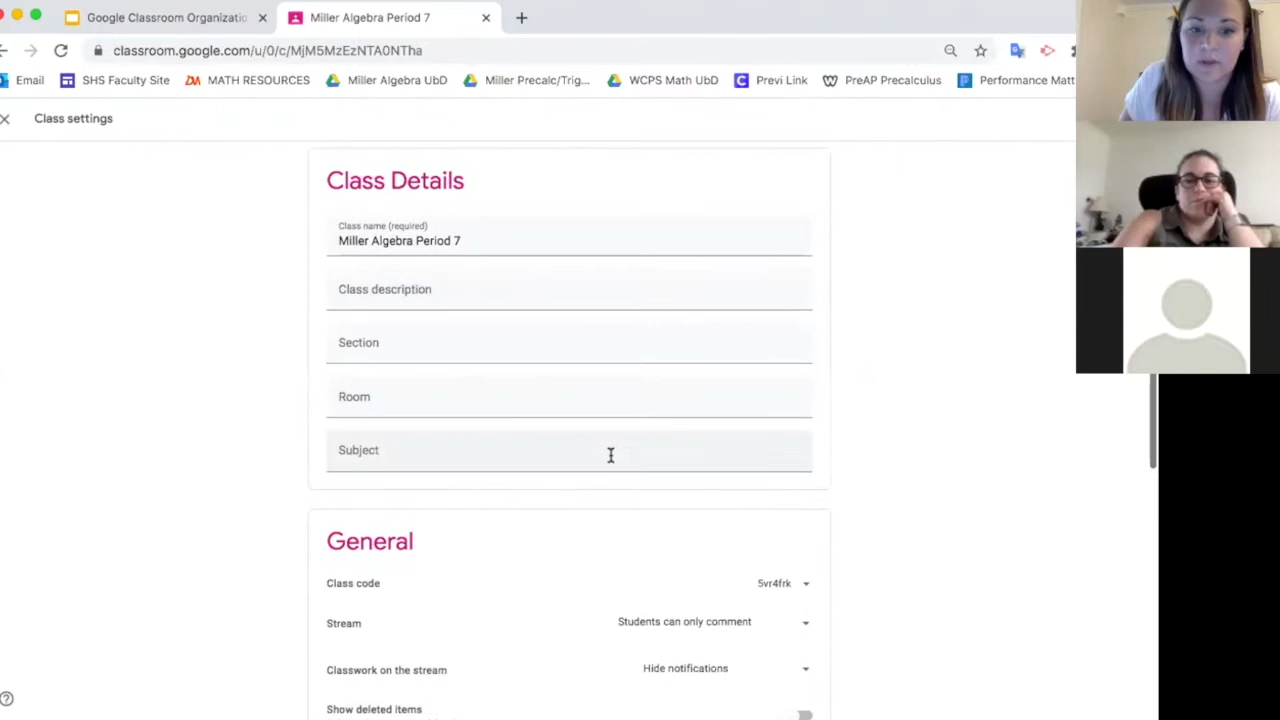 Google Classroom Organizatio
Miller Algebra Period 7
classroom.google.com/u/0/c/MjM5MzEzNTA0NTha
Email SHS Faculty Site MATH RESOURCES Miller Algebra UbD Miller Precalc/Trig... WCPS Math UbD Previ Link PreAP Precalculus Performance Matt
Class settings
Class Details
Class name (required)
Miller Algebra Period 7
Class description
Section
Room
Subject
General
Class code 5vr4frk
Stream Students can only comment
Classwork on the stream Hide notifications
Show deleted items